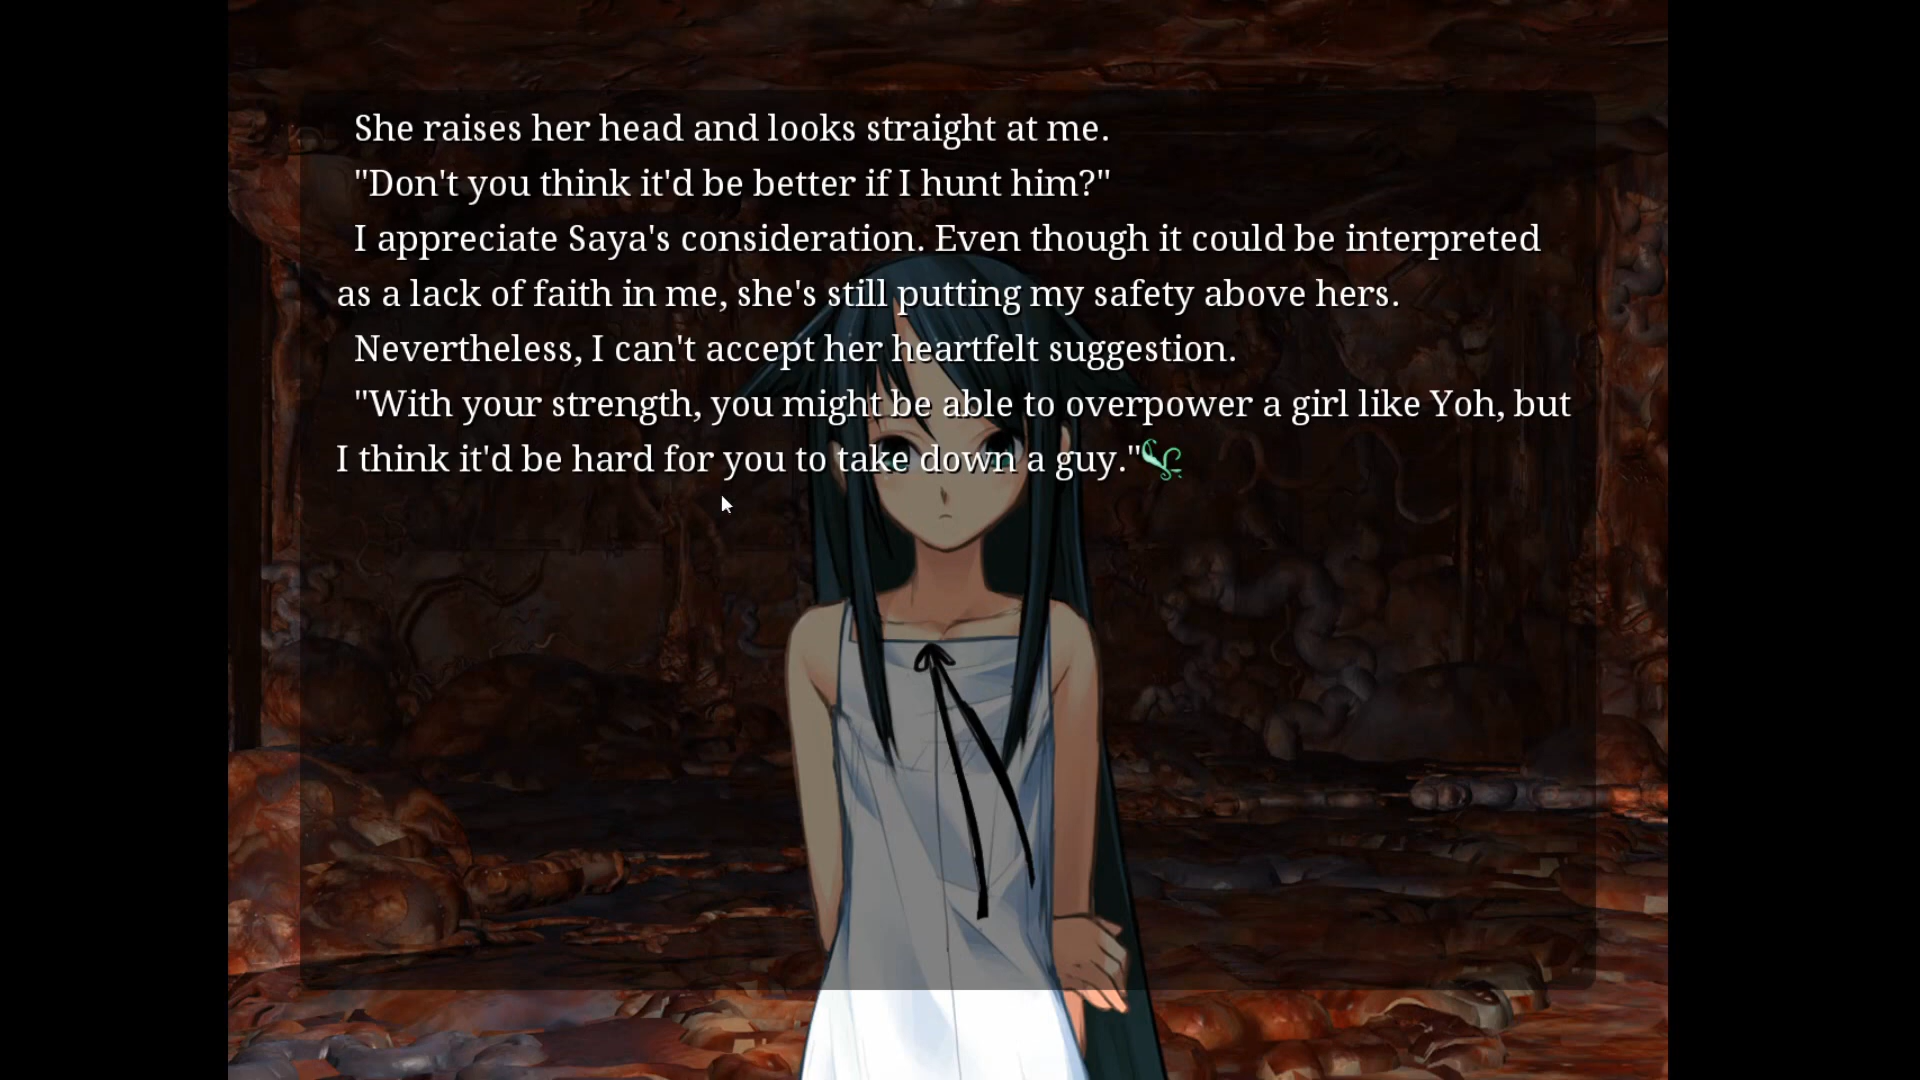 She raises her head and looks straight at me.
"Don't you think it'd be better if I hunt him?"
I appreciate Saya's consideration. Even though it could be interpreted
as a lack of faith in me, she's still putting my safety above hers.
Nevertheless, I can't accept her heartfelt suggestion.
"With your strength, you might be able to overpower a girl like Yoh, but
I think it'd be hard for you to take down a guy."